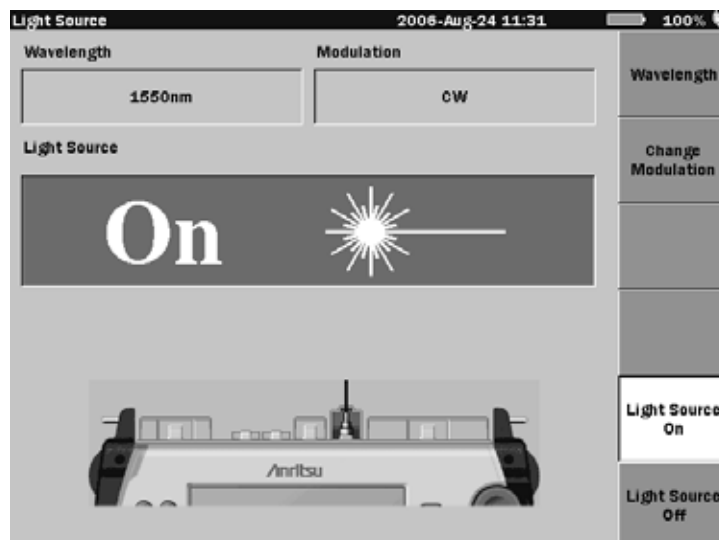 Light Source 2006-Aug-24 11:31 100%
Wavelength Modulation
1550nm CW
Light Source
On
Anritsu
Wavelength
Change
Modulation
Light Source
On
Light Source
Off